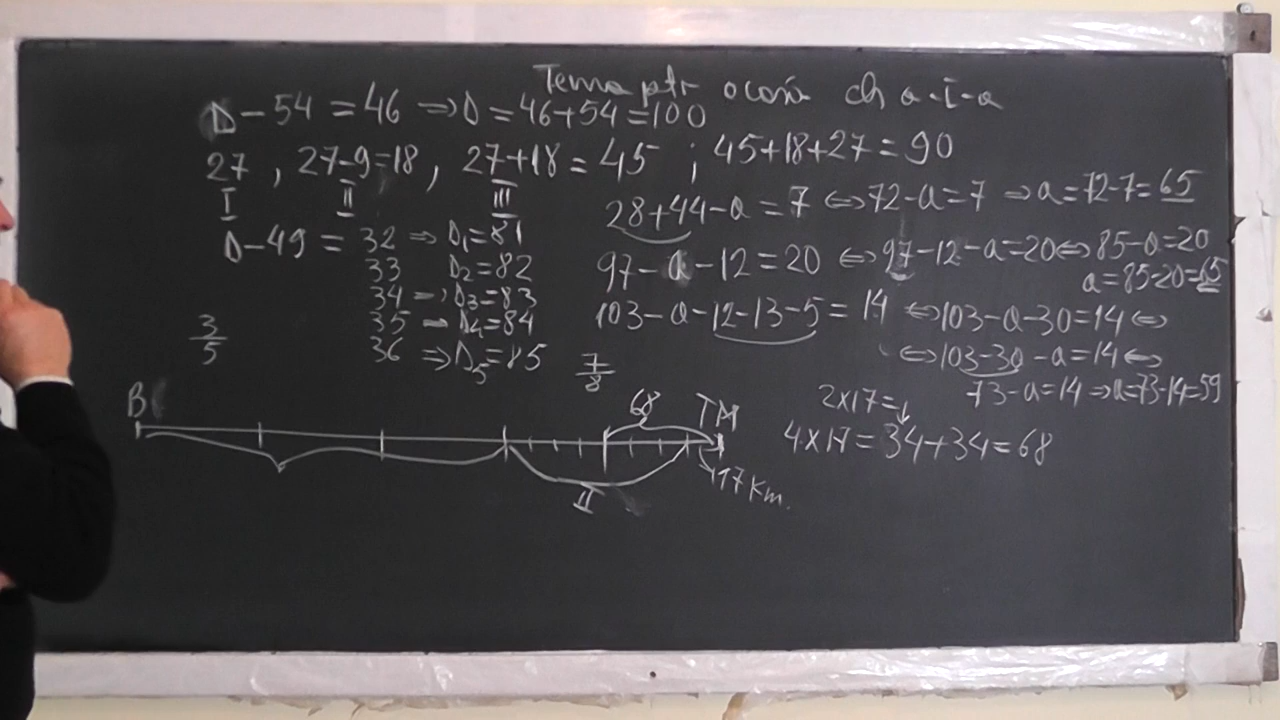 Tema ptr o cosă cl a-I-a
D - 54 = 46 ⇒ D = 46+54 = 100
27 , 27-9=18, 27+18 = 45 ; 45+18+27 = 90
I II III
28+44-a = 7 ⇔ 72-a=7 ⇒ a=72-7=65
D-49 = 32 ⇒ D1=81
33 D2=82
34 → D3=83
35 — D4=84
36 ⇒ D5=85
97-a-12=20 ⇔ 97-12-a=20 ⇔ 85-a=20
a=85-20=65
103-a-12-13-5=14 ⇔ 103-a-30=14 ⇔
⇔ 103-30-a=14 ⇔
73-a=14 ⇒ a=73-14=59
3/5
7/8
B 68 TM
II 17 Km.
2x17=
4x17=34+34=68